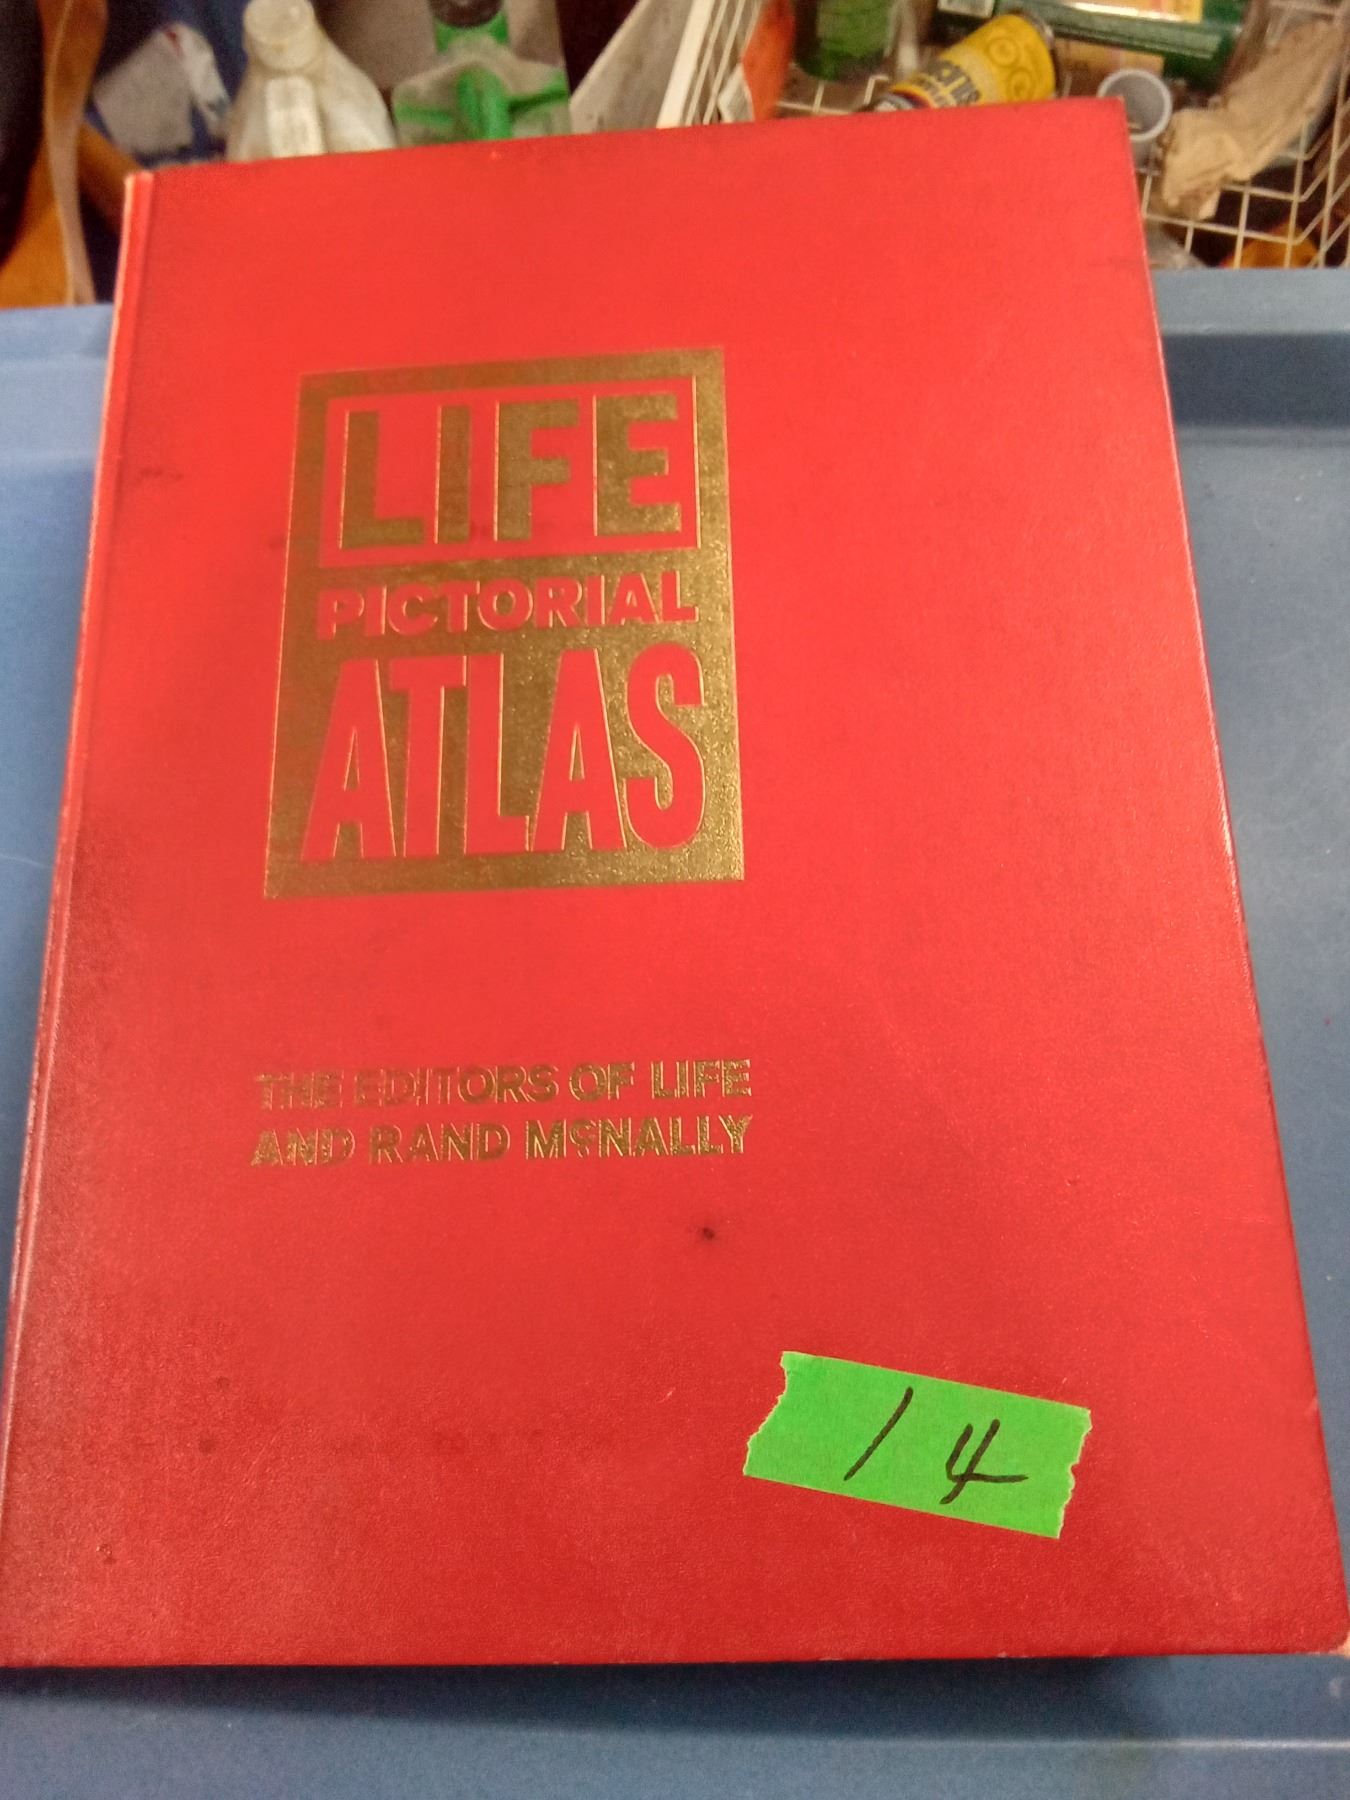 LIFE
PICTORIAL
ATLAS
THE EDITORS OF LIFE
AND RAND McNALLY
14